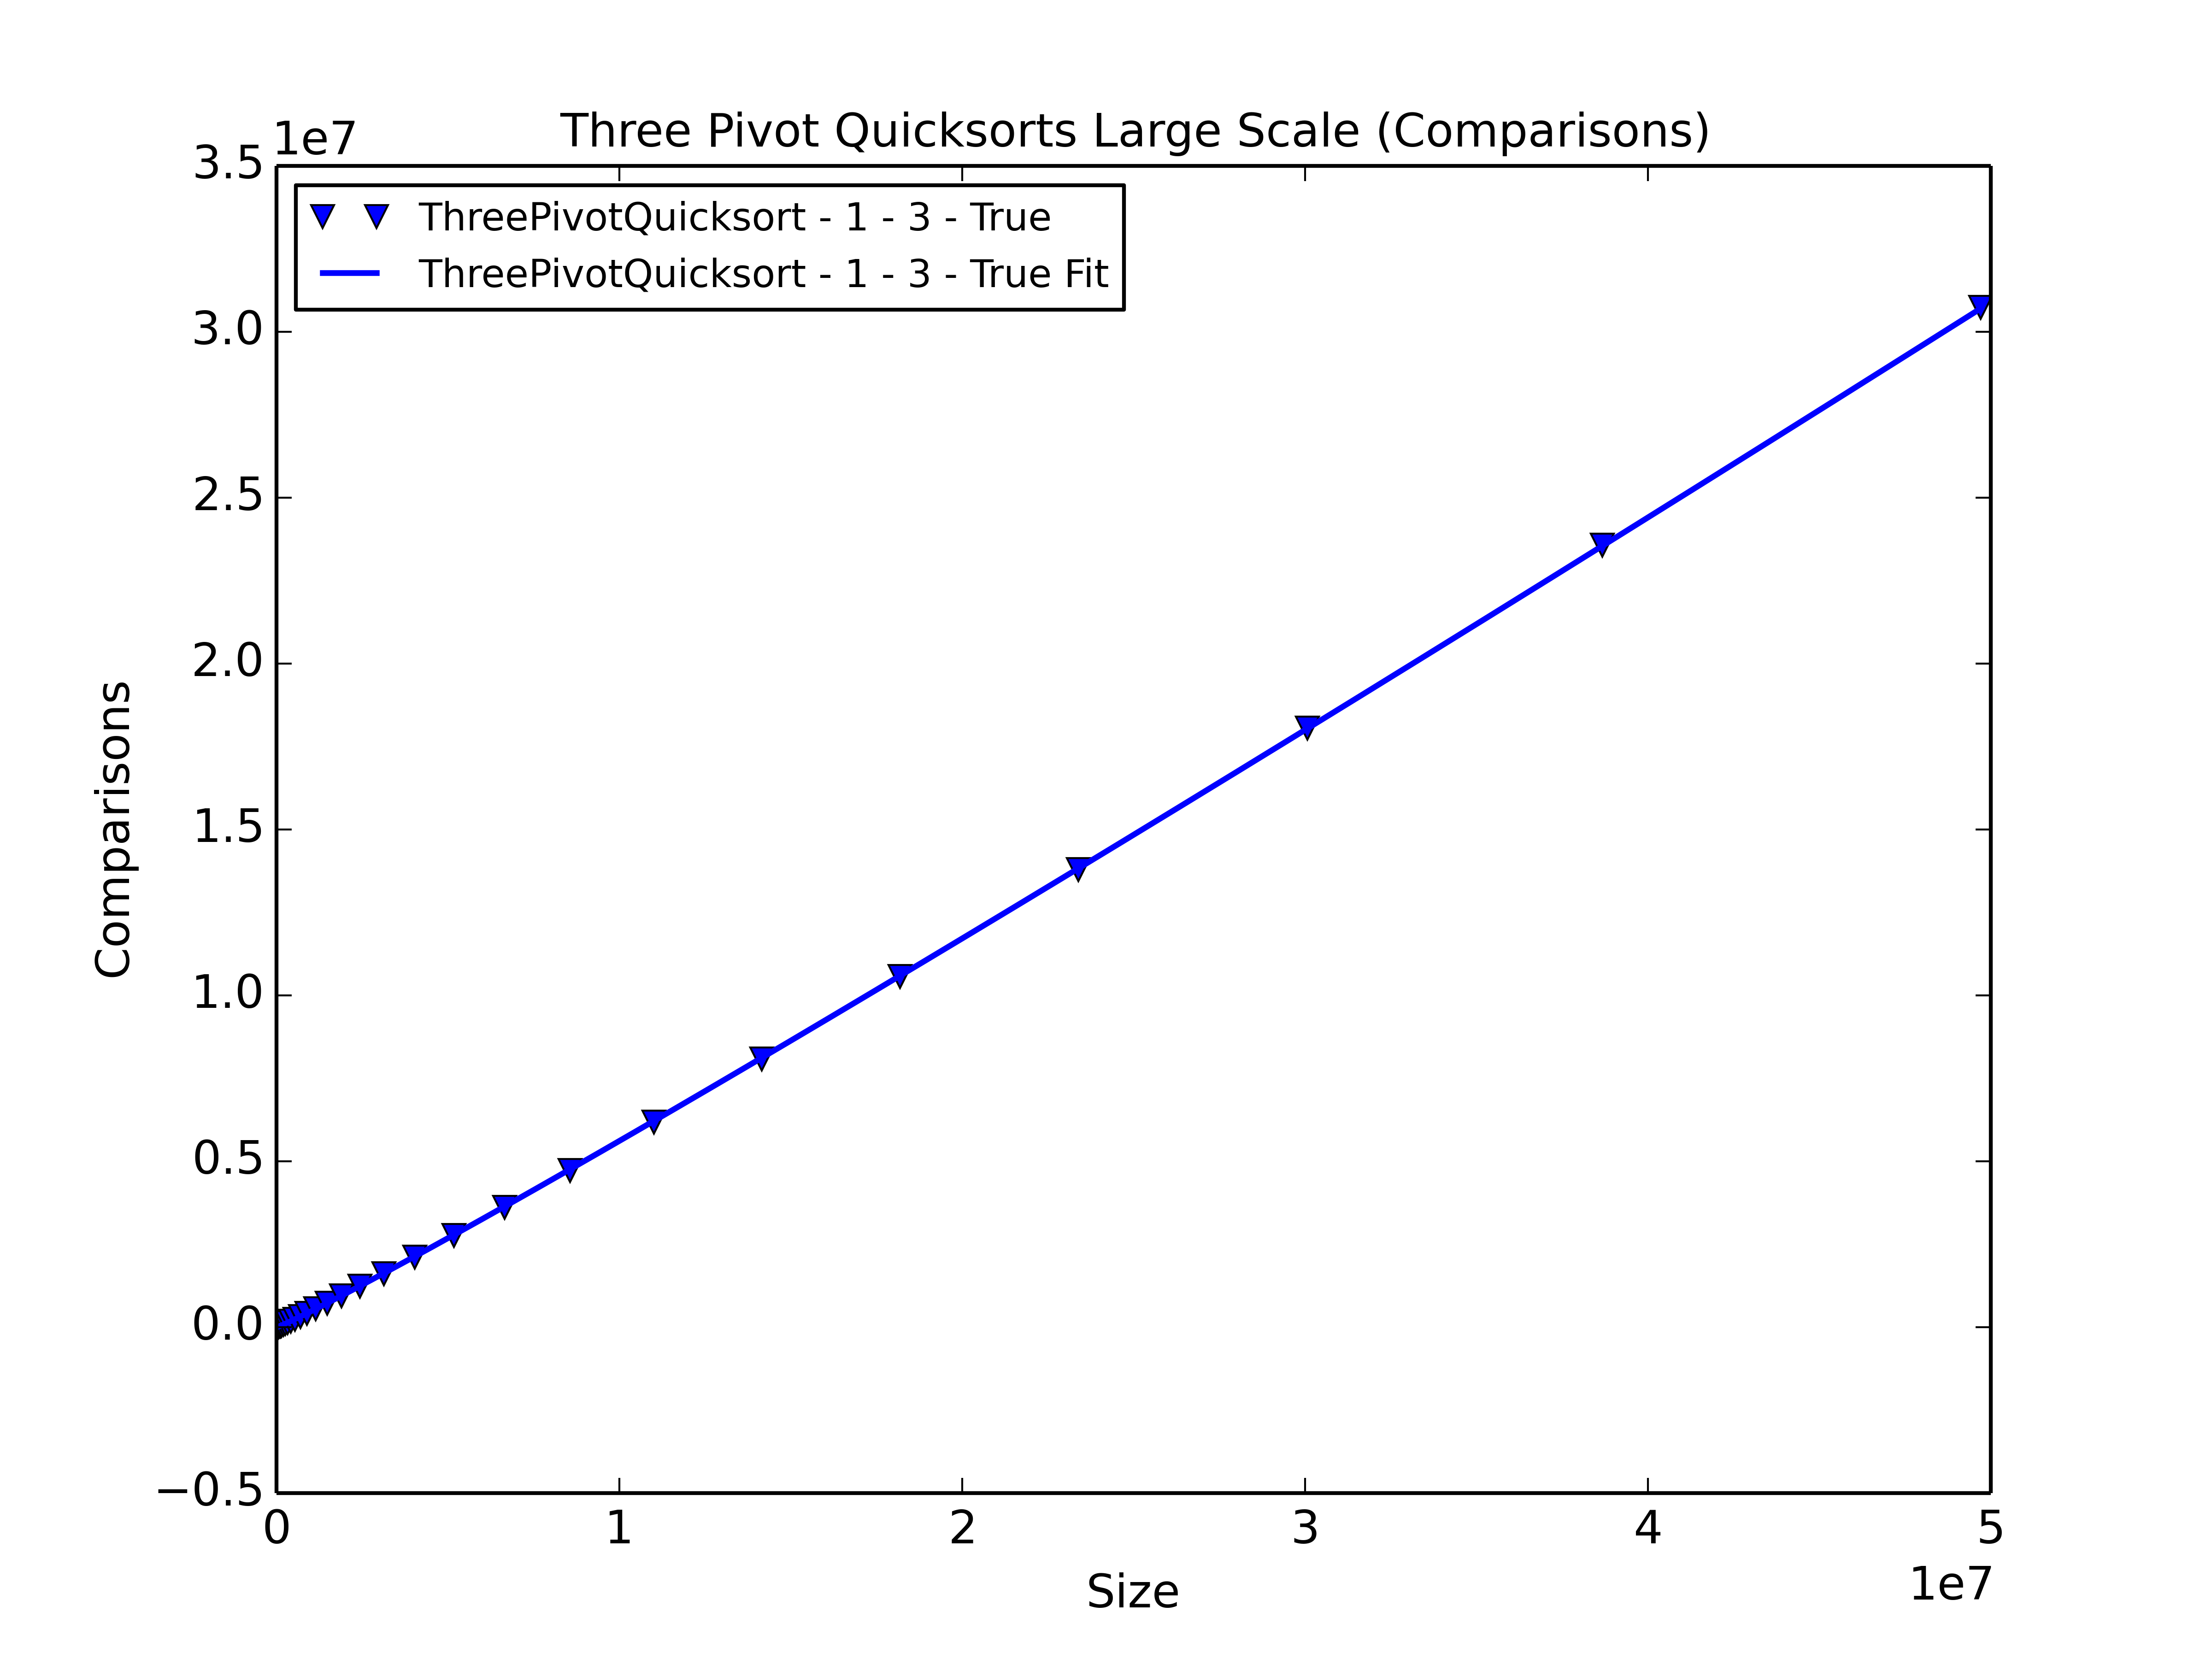 Three Pivot Quicksorts Large Scale (Comparisons)
1e7
3.5
3.0
2.5
2.0
1.5
1.0
0.5
0.0
−0.5
ThreePivotQuicksort - 1 - 3 - True
ThreePivotQuicksort - 1 - 3 - True Fit
Comparisons
0 1 2 3 4 5
Size
1e7